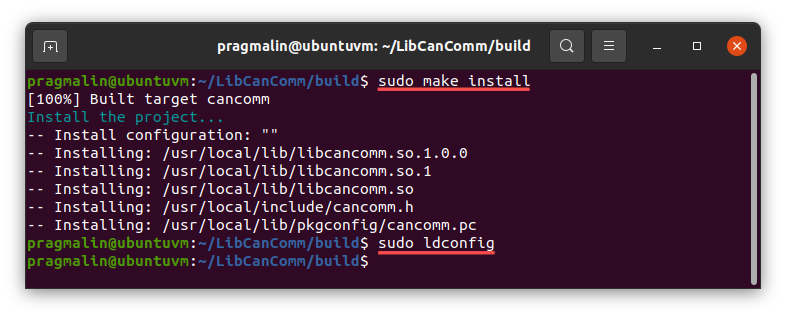 pragmalin@ubuntuvm: ~/LibCanComm/build
pragmalin@ubuntuvm:~/LibCanComm/build$ sudo make install
[100%] Built target cancomm
Install the project...
-- Install configuration: ""
-- Installing: /usr/local/lib/libcancomm.so.1.0.0
-- Installing: /usr/local/lib/libcancomm.so.1
-- Installing: /usr/local/lib/libcancomm.so
-- Installing: /usr/local/include/cancomm.h
-- Installing: /usr/local/lib/pkgconfig/cancomm.pc
pragmalin@ubuntuvm:~/LibCanComm/build$ sudo ldconfig
pragmalin@ubuntuvm:~/LibCanComm/build$